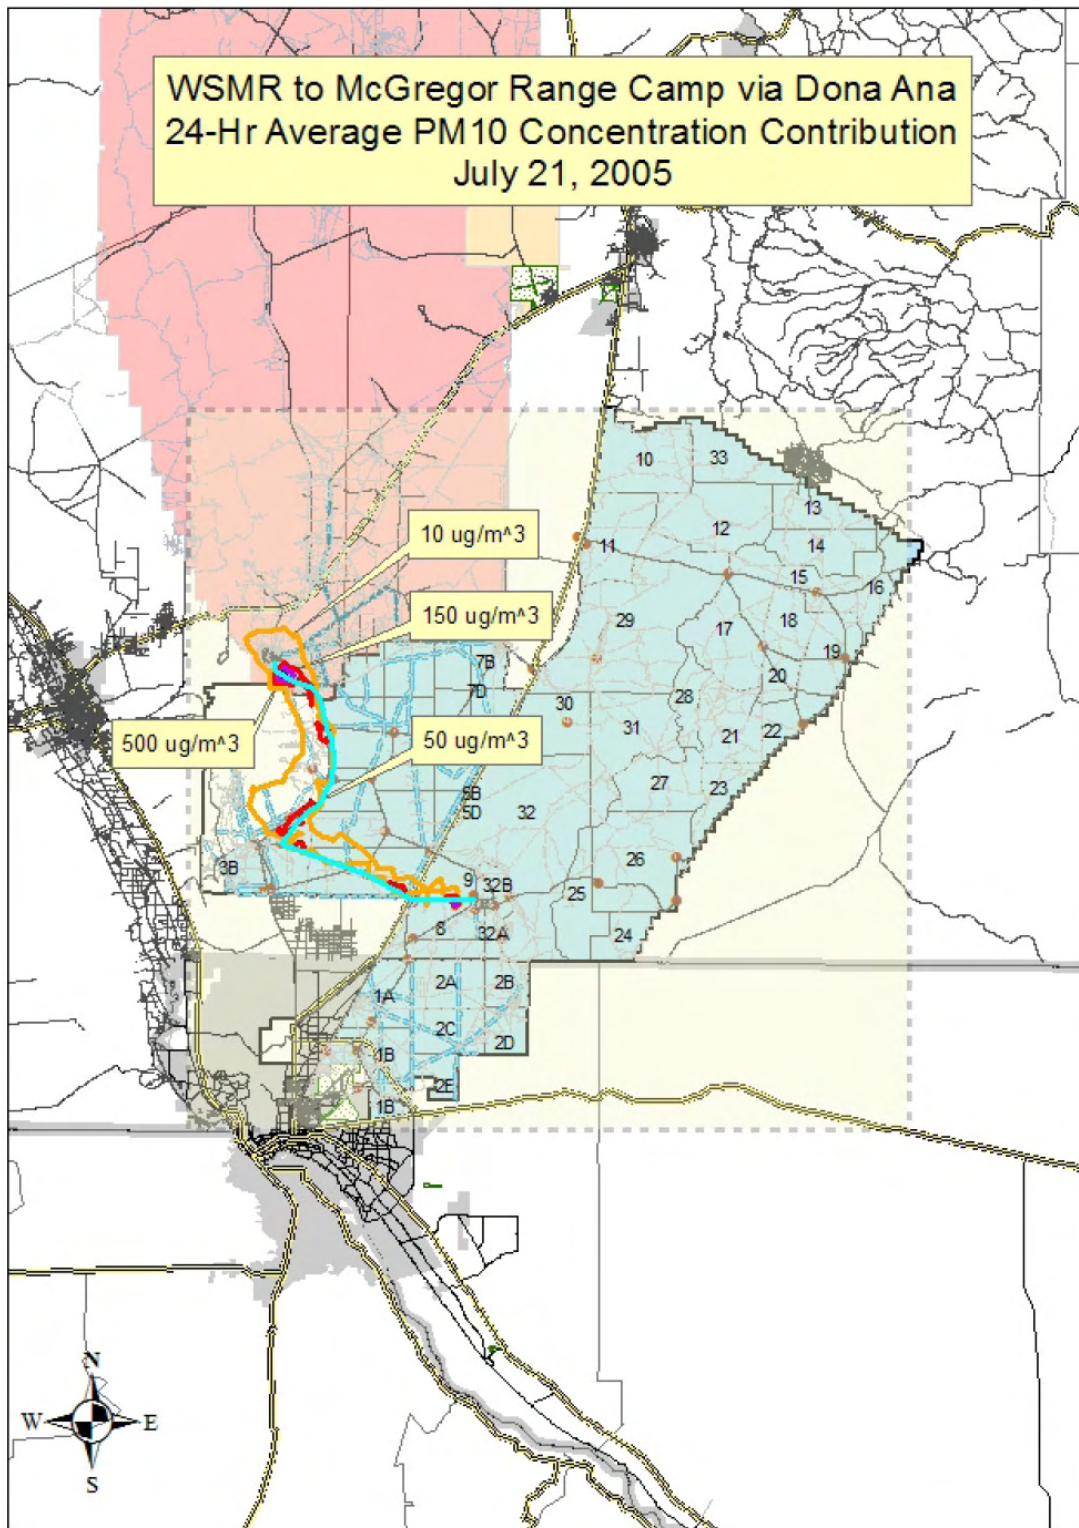 WSMR to McGregor Range Camp via Dona Ana
24-Hr Average PM10 Concentration Contribution
July 21, 2005
10
33
13
12
14
11
15
16
10 ug/m^3
150 ug/m^3
29
17
18
19
7B
20
7D
28
30
31
21
22
500 ug/m^3
50 ug/m^3
27
23
6B
5D
32
26
3B
9
32B
25
8
32A
24
2A
2B
1A
2C
2D
1B
2E
1B
N
W
E
S